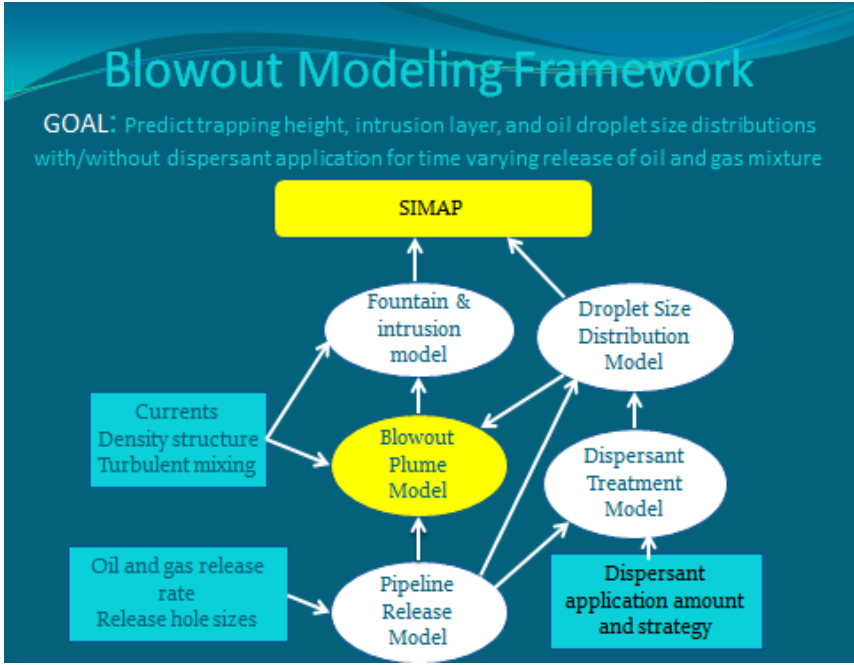 Blowout Modeling Framework
GOAL: Predict trapping height, intrusion layer, and oil droplet size distributions
with/without dispersant application for time varying release of oil and gas mixture
SIMAP
Fountain &
intrusion
model
Droplet Size
Distribution
Model
Currents
Density structure
Turbulent mixing
Blowout
Plume
Model
Dispersant
Treatment
Model
Oil and gas release
rate
Release hole sizes
Pipeline
Release
Model
Dispersant
application amount
and strategy